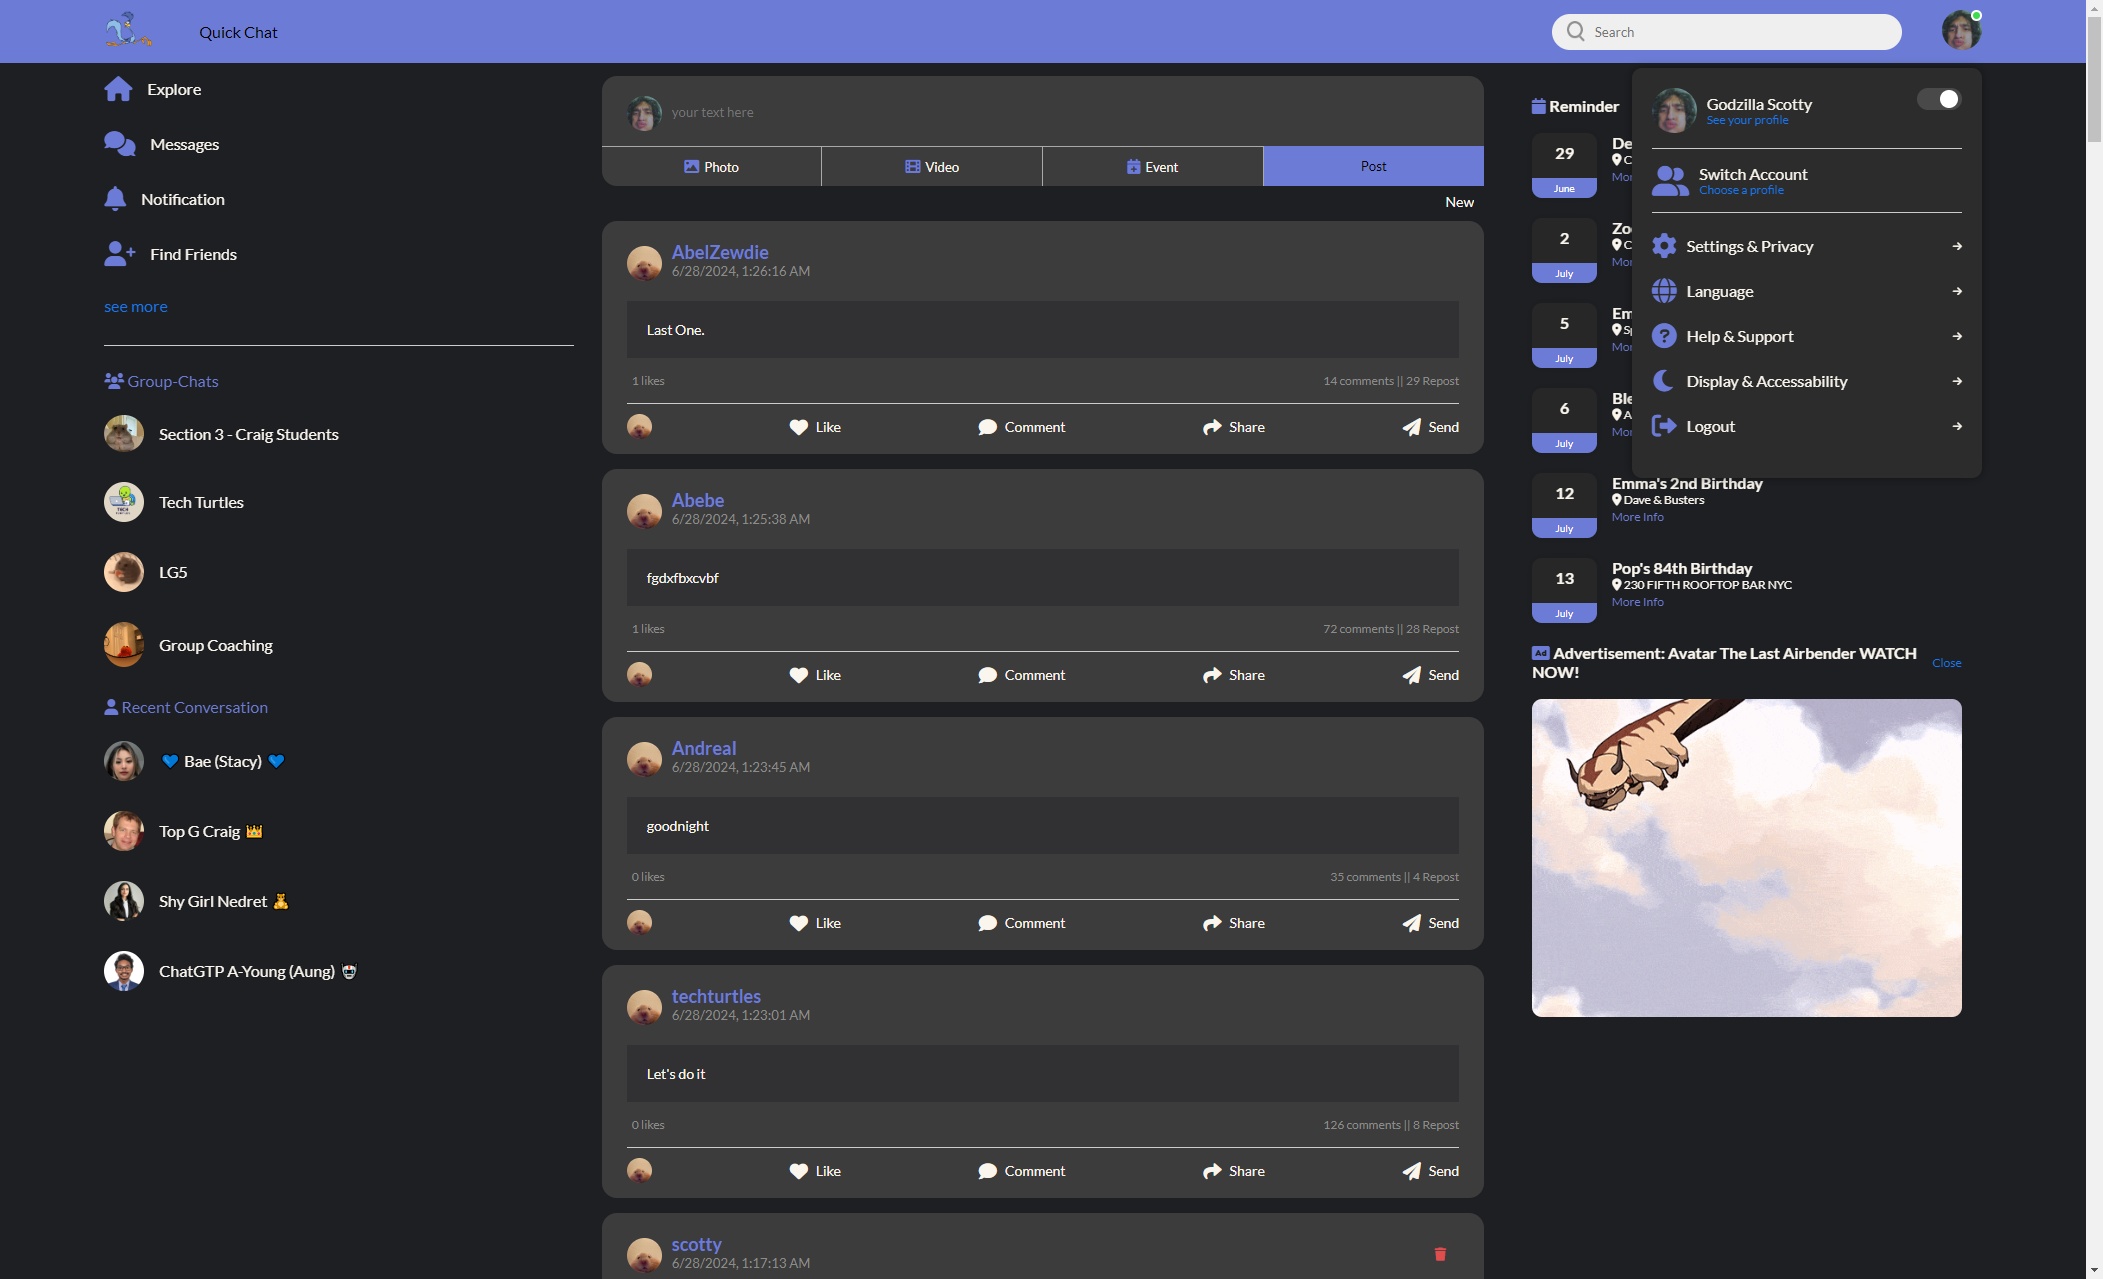 Quick Chat
Search
Explore
Messages
Notification
Find Friends
see more
Group-Chats
Section 3 - Craig Students
Tech Turtles
LG5
Group Coaching
Recent Conversation
💙 Bae (Stacy) 💙
Top G Craig 👑
Shy Girl Nedret 🧸
ChatGTP A-Young (Aung)
your text here
Photo
Video
Event
Post
New
AbelZewdie
6/28/2024, 1:26:16 AM
Last One.
1 likes
14 comments || 29 Repost
Like
Comment
Share
Send
Abebe
6/28/2024, 1:25:38 AM
fgdxfbxcvbf
1 likes
72 comments || 28 Repost
Like
Comment
Share
Send
Andreal
6/28/2024, 1:23:45 AM
goodnight
0 likes
35 comments || 4 Repost
Like
Comment
Share
Send
techturtles
6/28/2024, 1:23:01 AM
Let's do it
0 likes
126 comments || 8 Repost
Like
Comment
Share
Send
scotty
6/28/2024, 1:17:13 AM
Reminder
29
June
De
C
Mor
2
July
Zo
C
Mor
5
July
Em
Sp
Mor
6
July
Ble
A
Mor
12
July
Emma's 2nd Birthday
Dave & Busters
More Info
13
July
Pop's 84th Birthday
230 FIFTH ROOFTOP BAR NYC
More Info
Godzilla Scotty
See your profile
Switch Account
Choose a profile
Settings & Privacy
Language
Help & Support
Display & Accessability
Logout
Ad Advertisement: Avatar The Last Airbender WATCH
NOW!
Close